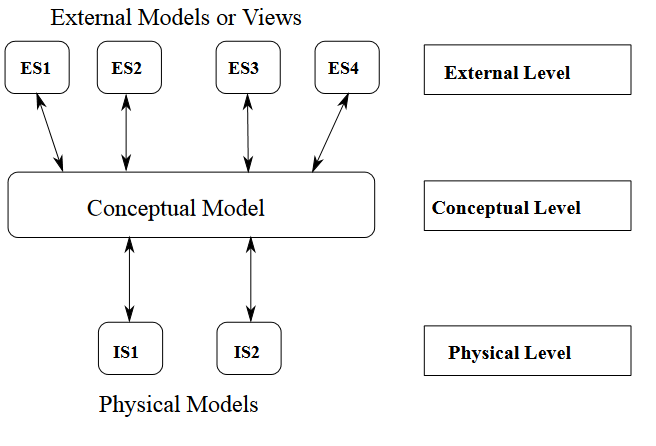 External Models or Views
ES1 ES2 ES3 ES4 External Level
Conceptual Model Conceptual Level
IS1 IS2 Physical Level
Physical Models